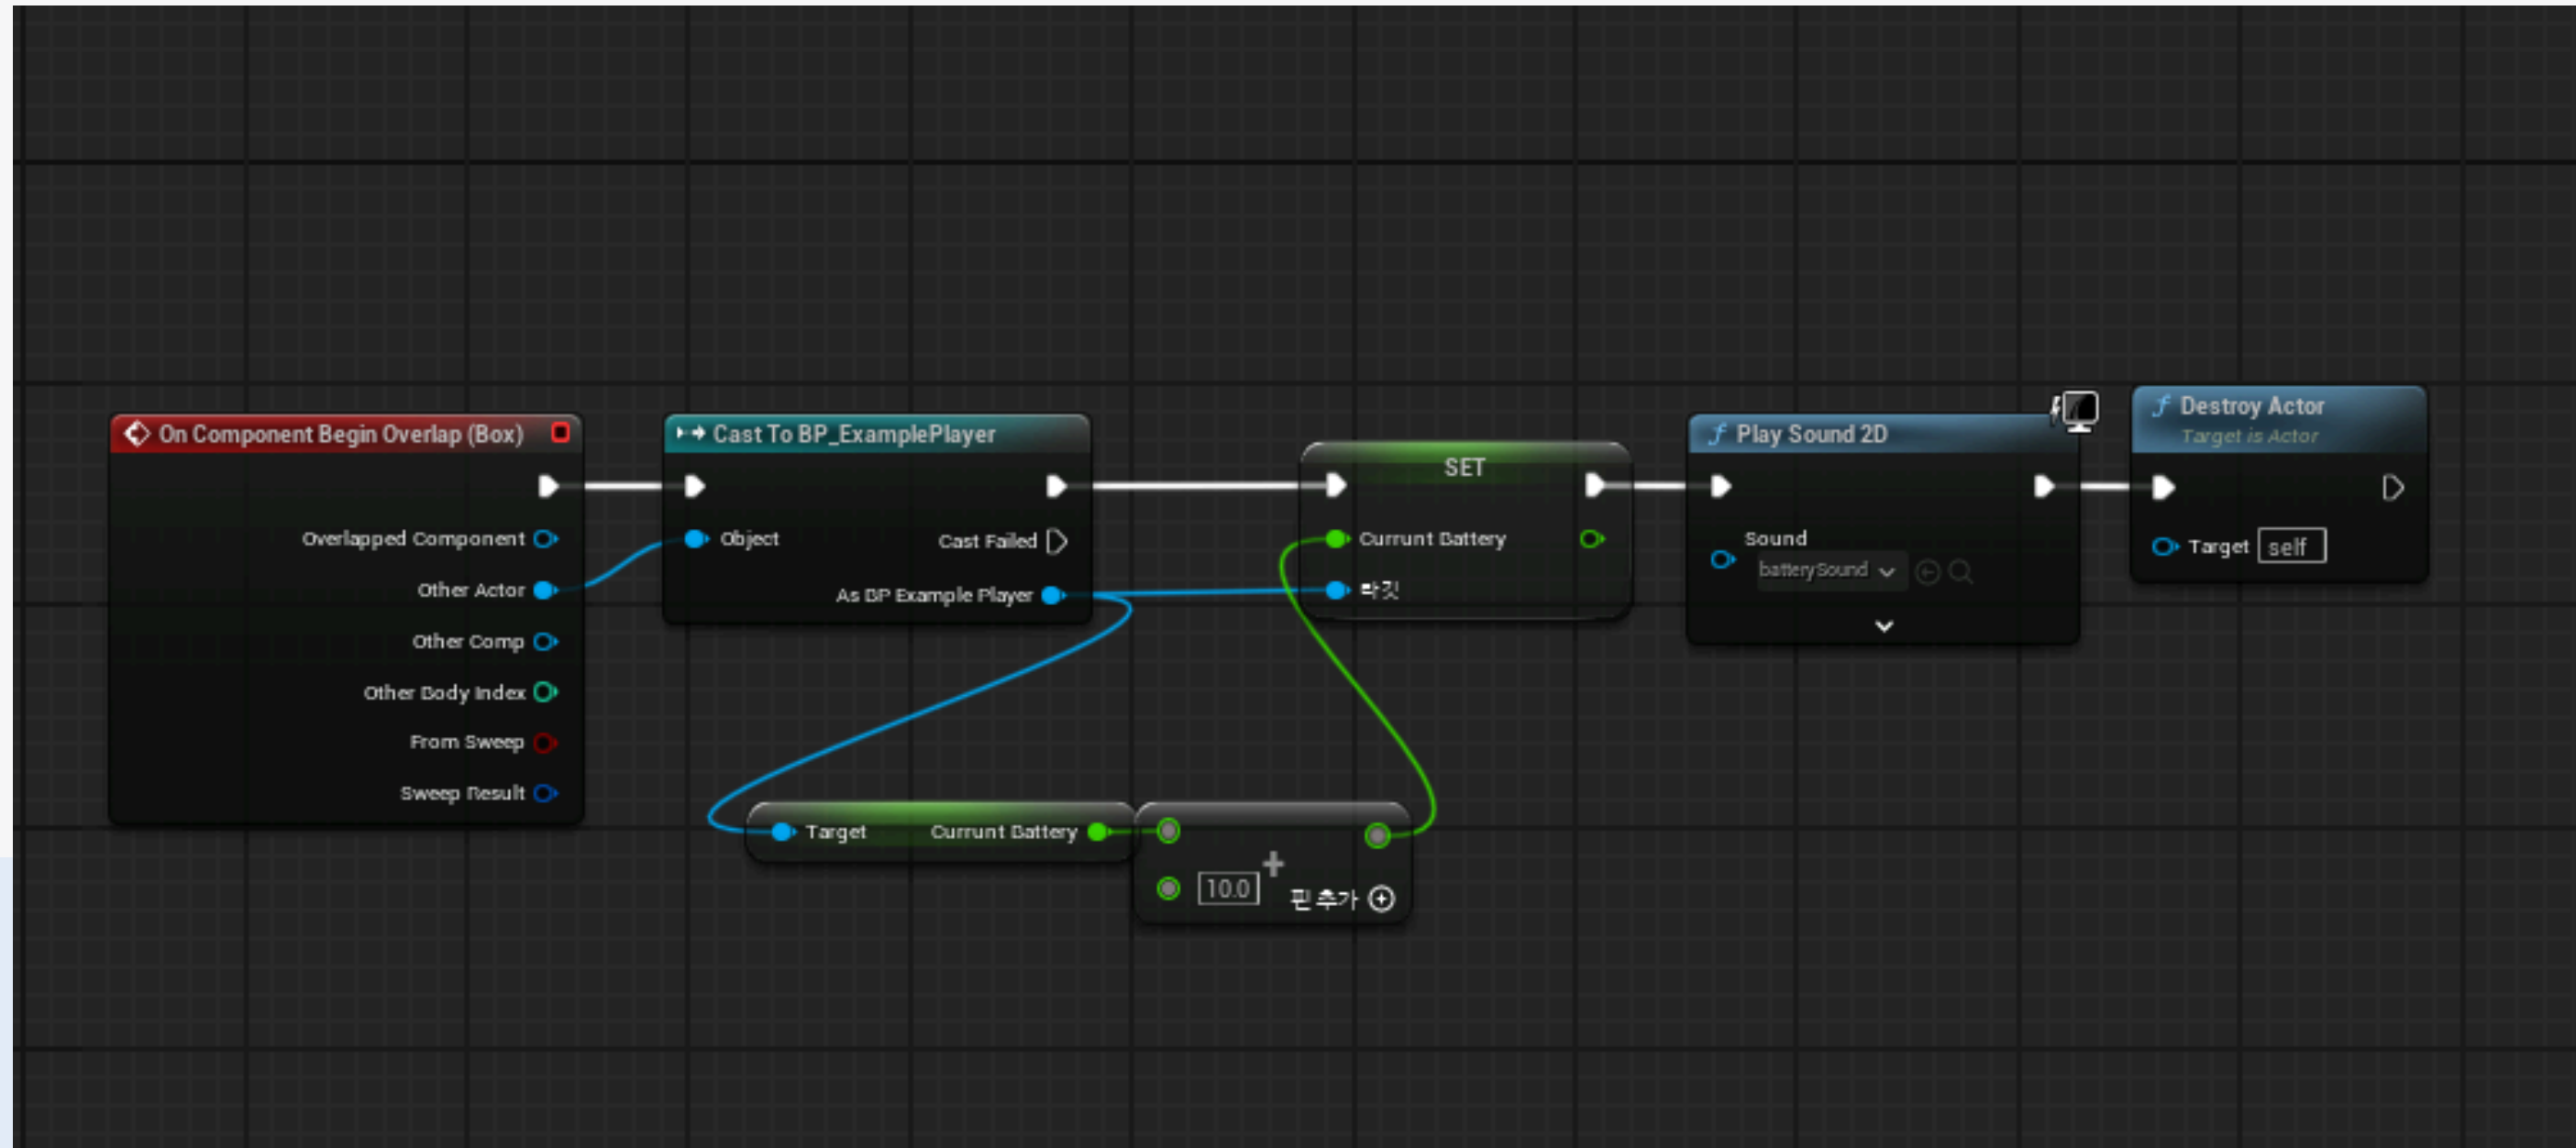 On Component Begin Overlap (Box)
Overlapped Component
Other Actor
Other Comp
Other Body Index
From Sweep
Sweep Result
Cast To BP_ExamplePlayer
Object
Cast Failed
As BP Example Player
SET
Currunt Battery
타깃
Play Sound 2D
Sound
batterySound
Destroy Actor
Target is Actor
Target self
Target Currunt Battery
10.0
+
핀 추가